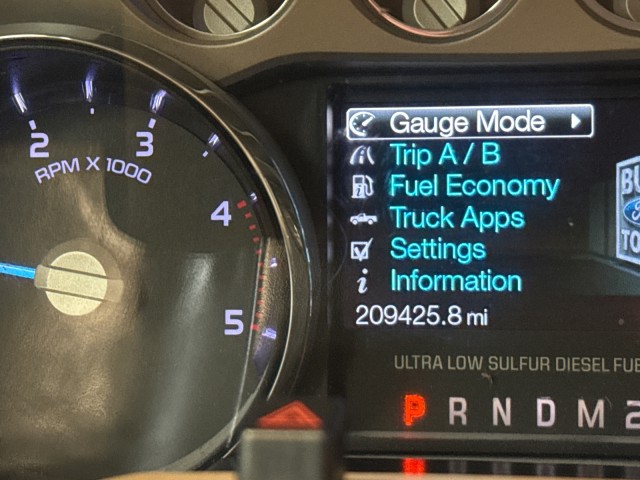 2 3
RPM X 1000
4
5
Gauge Mode
Trip A / B
Fuel Economy
Truck Apps
Settings
Information
209425.8 mi
ULTRA LOW SULFUR DIESEL
P R N D M 2